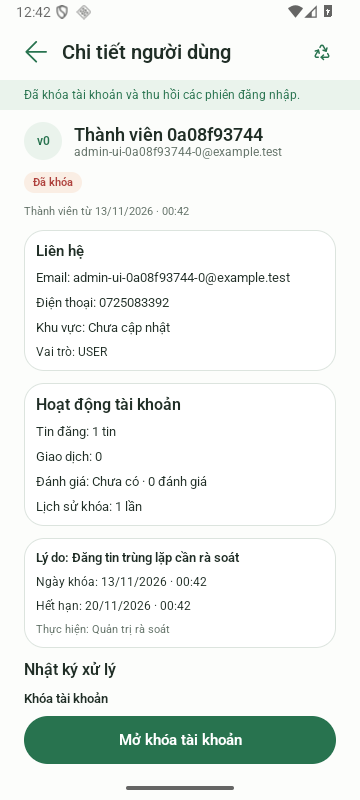 12:42
Chi tiết người dùng
Đã khóa tài khoản và thu hồi các phiên đăng nhập.
v0
Thành viên 0a08f93744
admin-ui-0a08f93744-0@example.test
Đã khóa
Thành viên từ 13/11/2026 · 00:42
Liên hệ
Email: admin-ui-0a08f93744-0@example.test
Điện thoại: 0725083392
Khu vực: Chưa cập nhật
Vai trò: USER
Hoạt động tài khoản
Tin đăng: 1 tin
Giao dịch: 0
Đánh giá: Chưa có · 0 đánh giá
Lịch sử khóa: 1 lần
Lý do: Đăng tin trùng lặp cần rà soát
Ngày khóa: 13/11/2026 · 00:42
Hết hạn: 20/11/2026 · 00:42
Thực hiện: Quản trị rà soát
Nhật ký xử lý
Khóa tài khoản
Mở khóa tài khoản